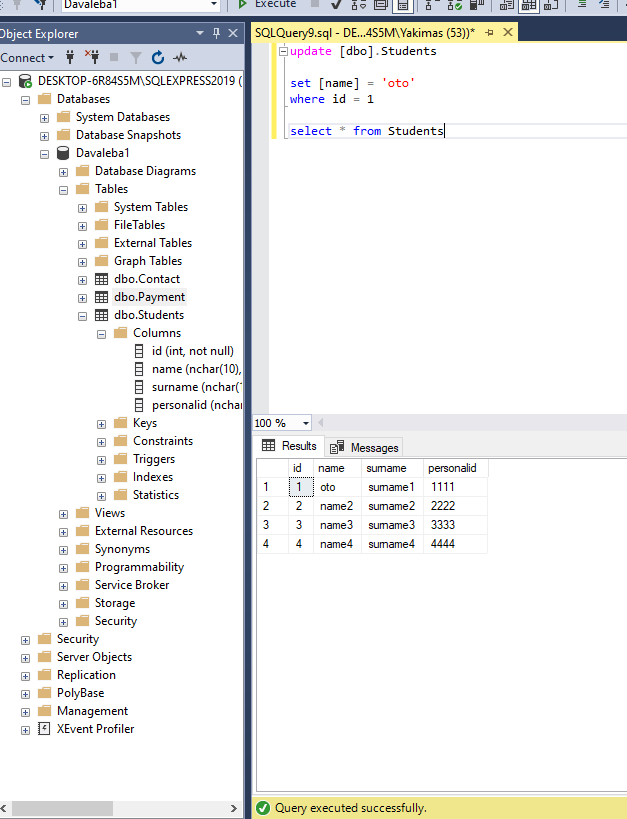 Davaleba1
Execute
Object Explorer
Connect
DESKTOP-6R84S5M\SQLEXPRESS2019 (
Databases
System Databases
Database Snapshots
Davaleba1
Database Diagrams
Tables
System Tables
FileTables
External Tables
Graph Tables
dbo.Contact
dbo.Payment
dbo.Students
Columns
id (int, not null)
name (nchar(10),
surname (nchar(
personalid (nchar
Keys
Constraints
Triggers
Indexes
Statistics
Views
External Resources
Synonyms
Programmability
Service Broker
Storage
Security
Security
Server Objects
Replication
PolyBase
Management
XEvent Profiler
SQLQuery9.sql - DE...4S5M\Yakimas (53))*
update [dbo].Students
set [name] = 'oto'
where id = 1
select * from Students
100 %
Results Messages
id name surname personalid
1 1 oto surname1 1111
2 2 name2 surname2 2222
3 3 name3 surname3 3333
4 4 name4 surname4 4444
Query executed successfully.